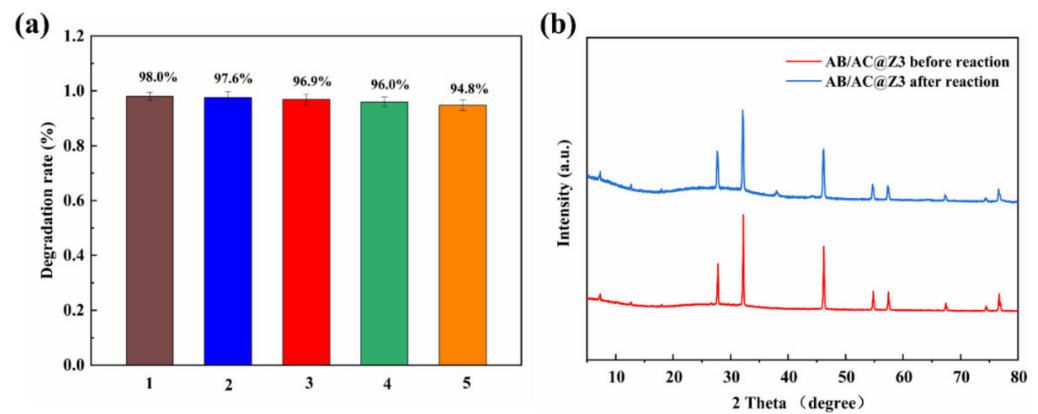 (a)
1.2
1.0
0.8
0.6
0.4
0.2
0.0
Degradation rate (%)
98.0%
97.6%
96.9%
96.0%
94.8%
1 2 3 4 5
(b)
AB/AC@Z3 before reaction
AB/AC@Z3 after reaction
Intensity (a.u.)
10 20 30 40 50 60 70 80
2 Theta （degree）